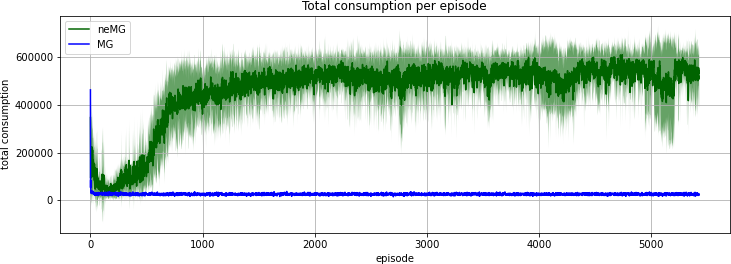 Total consumption per episode
neMG
MG
total consumption
600000
400000
200000
0
0 1000 2000 3000 4000 5000
episode